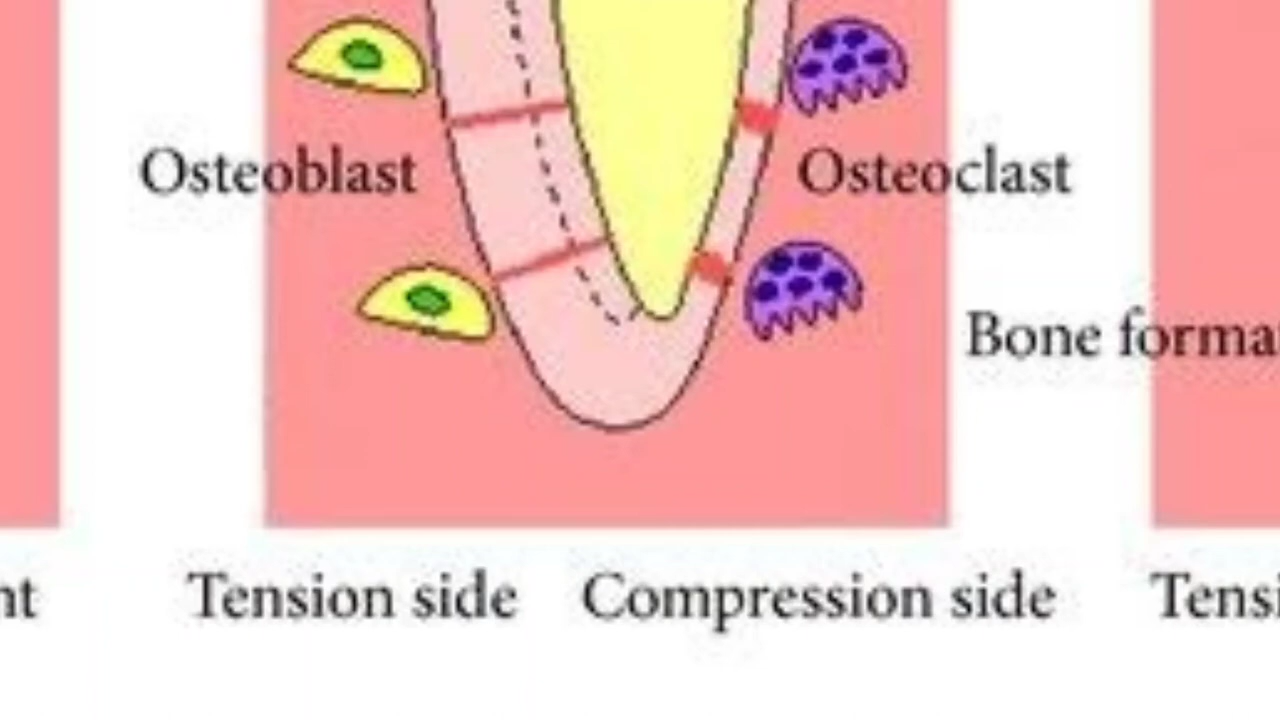 Osteoblast
Osteoclast
Bone forma
nt
Tension side
Compression side
Tensi